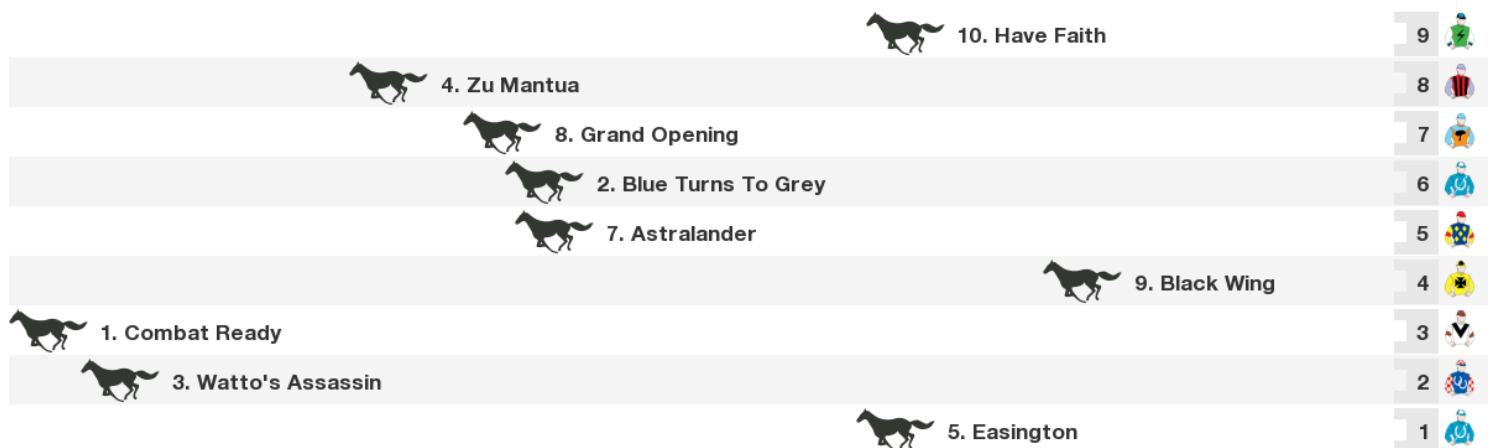 10. Have Faith 9
4. Zu Mantua 8
8. Grand Opening 7
2. Blue Turns To Grey 6
7. Astralander 5
9. Black Wing 4
1. Combat Ready 3
3. Watto's Assassin 2
5. Easington 1